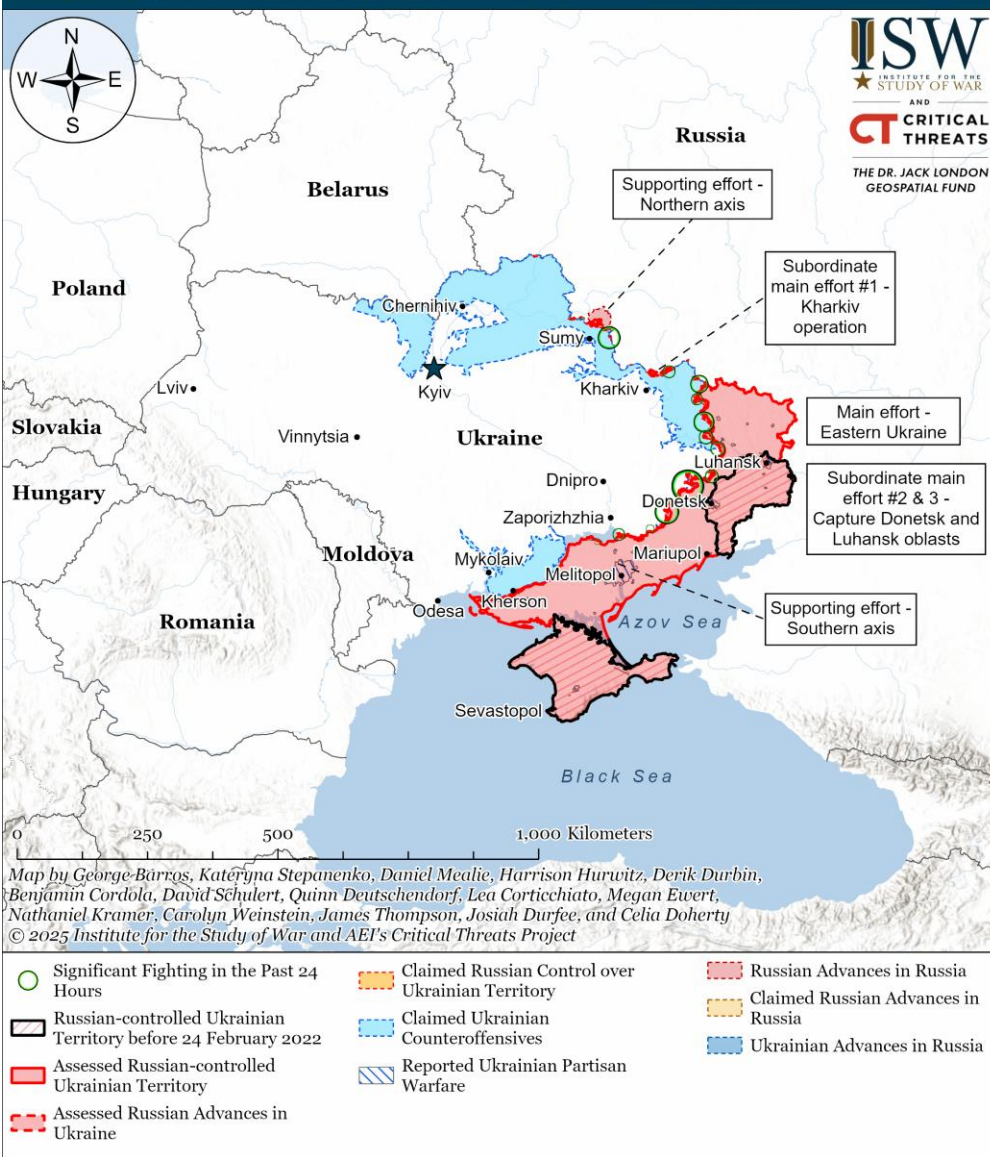 N
W
E
S
ISW
INSTITUTE FOR THE
STUDY OF WAR
AND
CT CRITICAL
THREATS
THE DR. JACK LONDON
GEOSPATIAL FUND
Russia
Belarus
Supporting effort -
Northern axis
Subordinate
main effort #1 -
Kharkiv
operation
Poland
Chernihiv
Sumy
Kyiv
Lviv
Kharkiv
Main effort -
Eastern Ukraine
Slovakia
Vinnytsia
Ukraine
Luhansk
Hungary
Dnipro
Donetsk
Subordinate main
effort #2 & 3 -
Capture Donetsk and
Luhansk oblasts
Zaporizhzhia
Moldova
Mykolaiv
Mariupol
Melitopol
Odesa
Kherson
Romania
Azov Sea
Supporting effort -
Southern axis
Sevastopol
Black Sea
0 250 500 1,000 Kilometers
Map by George Barros, Kateryna Stepanenko, Daniel Mealie, Harrison Hurwitz, Derik Durbin,
Benjamin Cordola, David Schulert, Quinn Deutschendorf, Lea Corticchiato, Megan Ewert,
Nathaniel Kramer, Carolyn Weinstein, James Thompson, Josiah Durfee, and Celia Doherty
© 2025 Institute for the Study of War and AEI's Critical Threats Project
Significant Fighting in the Past 24
Hours
Russian-controlled Ukrainian
Territory before 24 February 2022
Assessed Russian-controlled
Ukrainian Territory
Assessed Russian Advances in
Ukraine
Claimed Russian Control over
Ukrainian Territory
Claimed Ukrainian
Counteroffensives
Reported Ukrainian Partisan
Warfare
Russian Advances in Russia
Claimed Russian Advances in
Russia
Ukrainian Advances in Russia